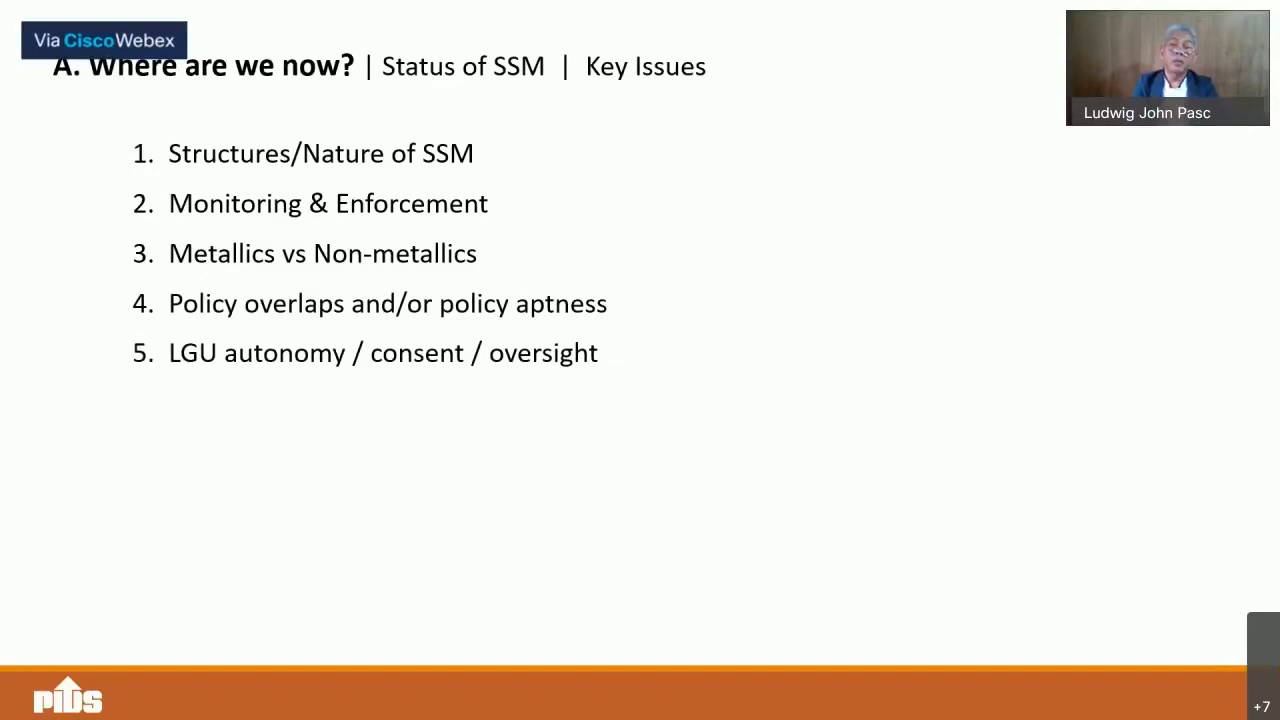 Via CiscoWebex
A. Where are we now? | Status of SSM | Key Issues
Ludwig John Pasc
1. Structures/Nature of SSM
2. Monitoring & Enforcement
3. Metallics vs Non-metallics
4. Policy overlaps and/or policy aptness
5. LGU autonomy / consent / oversight
PIDS
+7